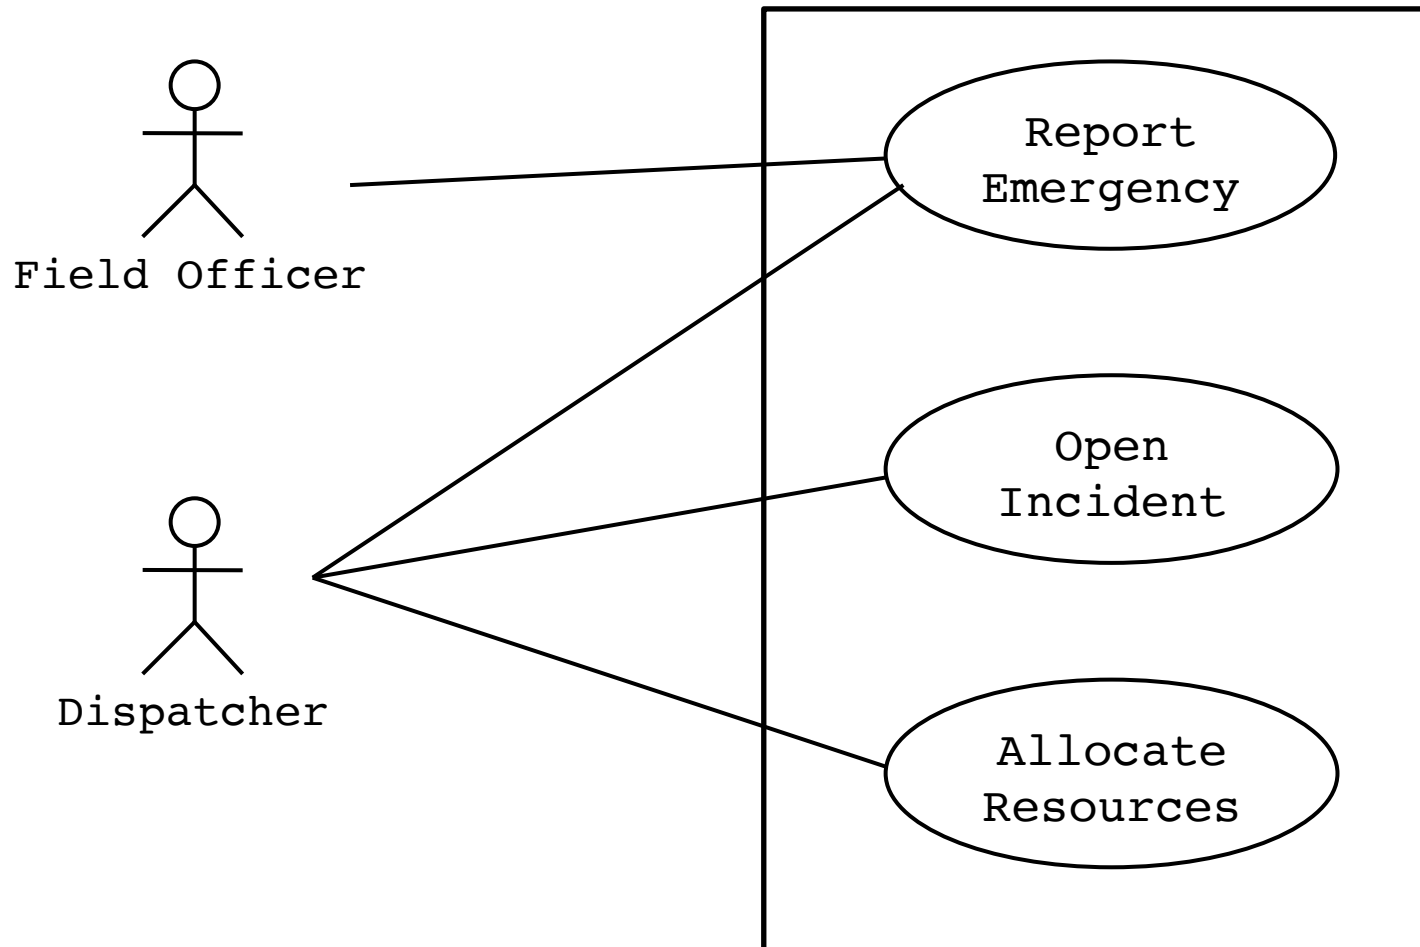 Report
Emergency
Field Officer
Open
Incident
Dispatcher
Allocate
Resources